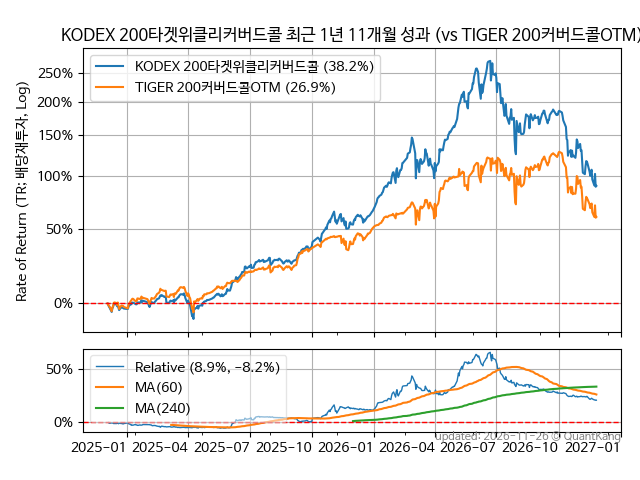 KODEX 200타겟위클리커버드콜 최근 1년 11개월 성과 (vs TIGER 200커버드콜OTM)
Rate of Return (TR; 배당재투자, Log)
250%
200%
150%
100%
50%
0%
KODEX 200타겟위클리커버드콜 (38.2%)
TIGER 200커버드콜OTM (26.9%)
50%
0%
Relative (8.9%, -8.2%)
MA(60)
MA(240)
2025-01 2025-04 2025-07 2025-10 2026-01 2026-04 2026-07 2026-10 2027-01
updated: 2026-11-26 © QuantKang